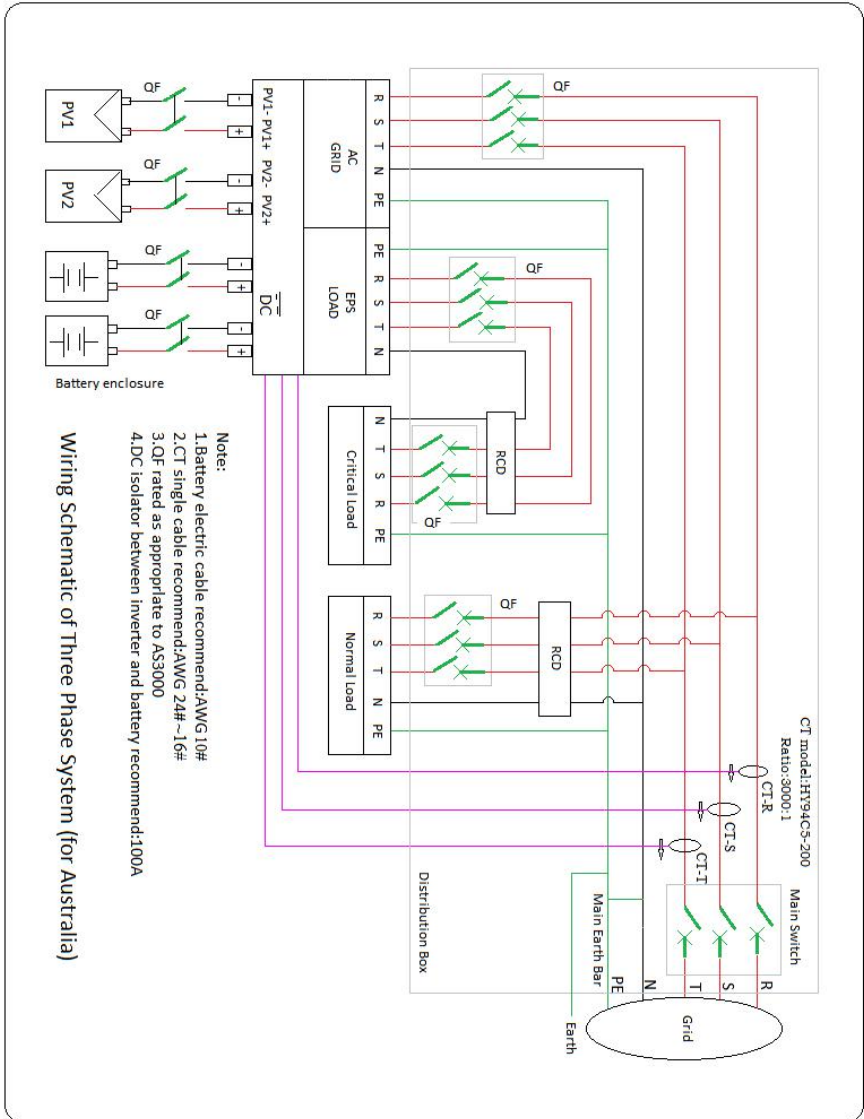 QF
PV1
QF
PV2
QF
QF
Battery enclosure
-
+
-
+
-
+
-
+
PV1- PV1+ PV2- PV2+
DC
AC
GRID
R
S
T
N
PE
EPS
LOAD
PE
R
S
T
N
QF
QF
Critical Load
N
T
S
R
PE
QF
RCD
Normal Load
R
S
T
N
PE
QF
RCD
CT model:HY94C5-200
Ratio:3000:1
CT-R
CT-S
CT-T
Main Switch
R
S
T
N
PE
Main Earth Bar
Distribution Box
Grid
Earth
Note:
1.Battery electric cable recommend:AWG 10#
2.CT single cable recommend:AWG 24#~16#
3.QF rated as approprlate to AS3000
4.DC isolator between inverter and battery recommend:100A
Wiring Schematic of Three Phase System (for Australia)